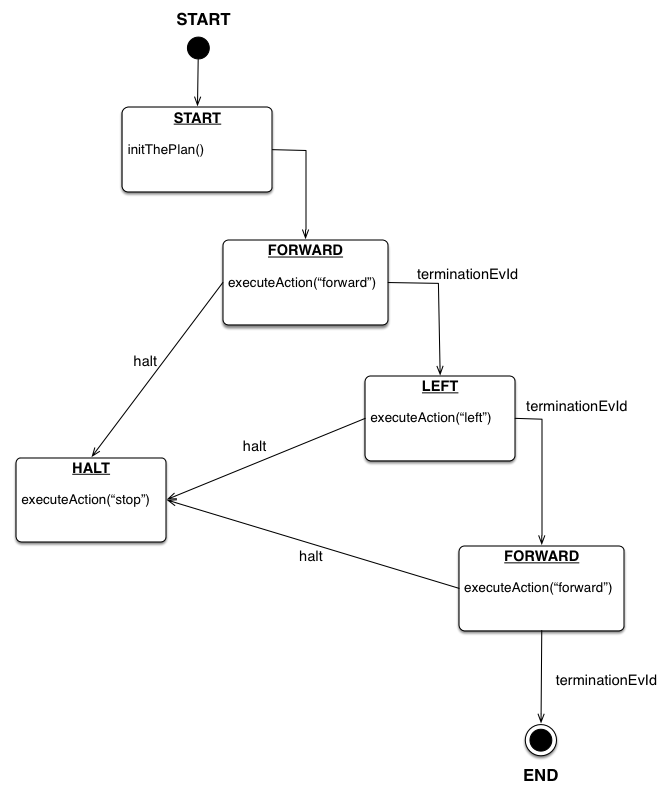 START
START
initThePlan()
FORWARD
executeAction(“forward”)
terminationEvId
halt
LEFT
executeAction(“left”)
terminationEvId
halt
HALT
executeAction(“stop”)
halt
FORWARD
executeAction(“forward”)
terminationEvId
END